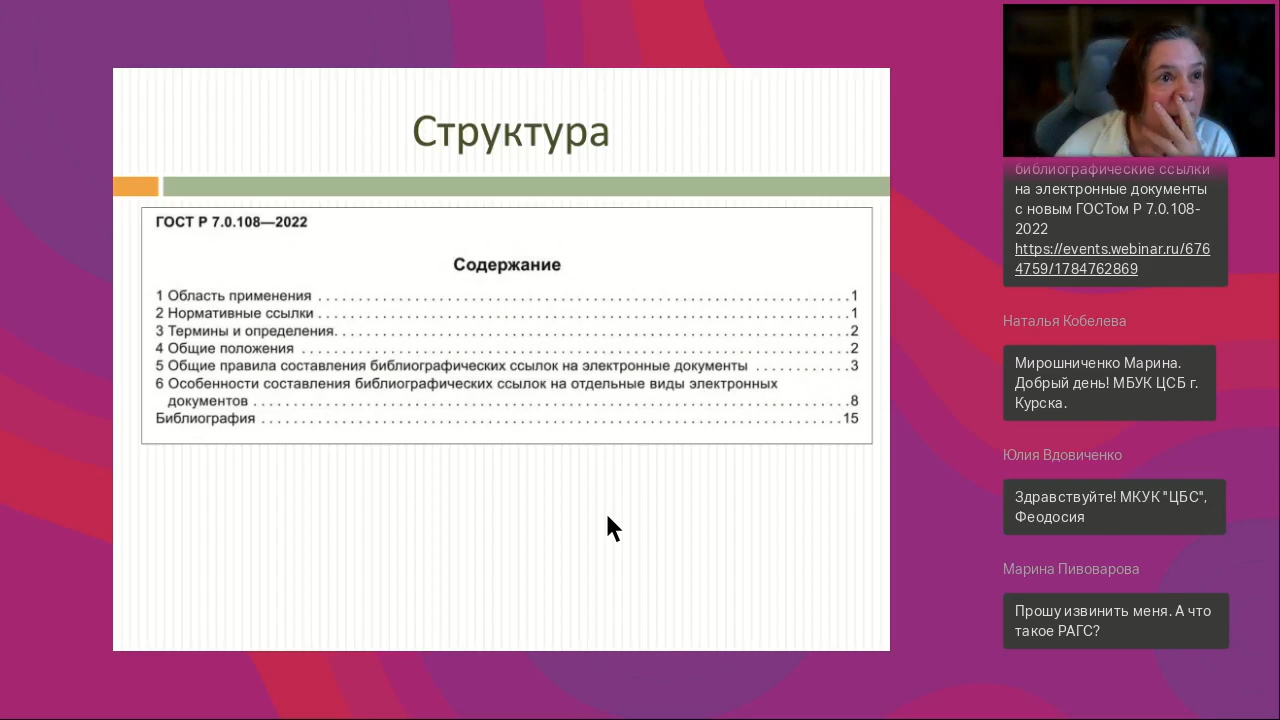 Структура
ГОСТ Р 7.0.108—2022
Содержание
1 Область применения . . . . . . . . . . 1
2 Нормативные ссылки . . . . . . . . . . 1
3 Термины и определения. . . . . . . . . . 2
4 Общие положения . . . . . . . . . . 2
5 Общие правила составления библиографических ссылок на электронные документы . . . . . . . . . . 3
6 Особенности составления библиографических ссылок на отдельные виды электронных
документов . . . . . . . . . . 8
Библиография . . . . . . . . . . 15
библиографические ссылки
на электронные документы
с новым ГОСТом Р 7.0.108-
2022
https://events.webinar.ru/676
4759/1784762869
Наталья Кобелева
Мирошниченко Марина.
Добрый день! МБУК ЦСБ г.
Курска.
Юлия Вдовиченко
Здравствуйте! МКУК "ЦБС",
Феодосия
Марина Пивоварова
Прошу извинить меня. А что
такое РАГС?